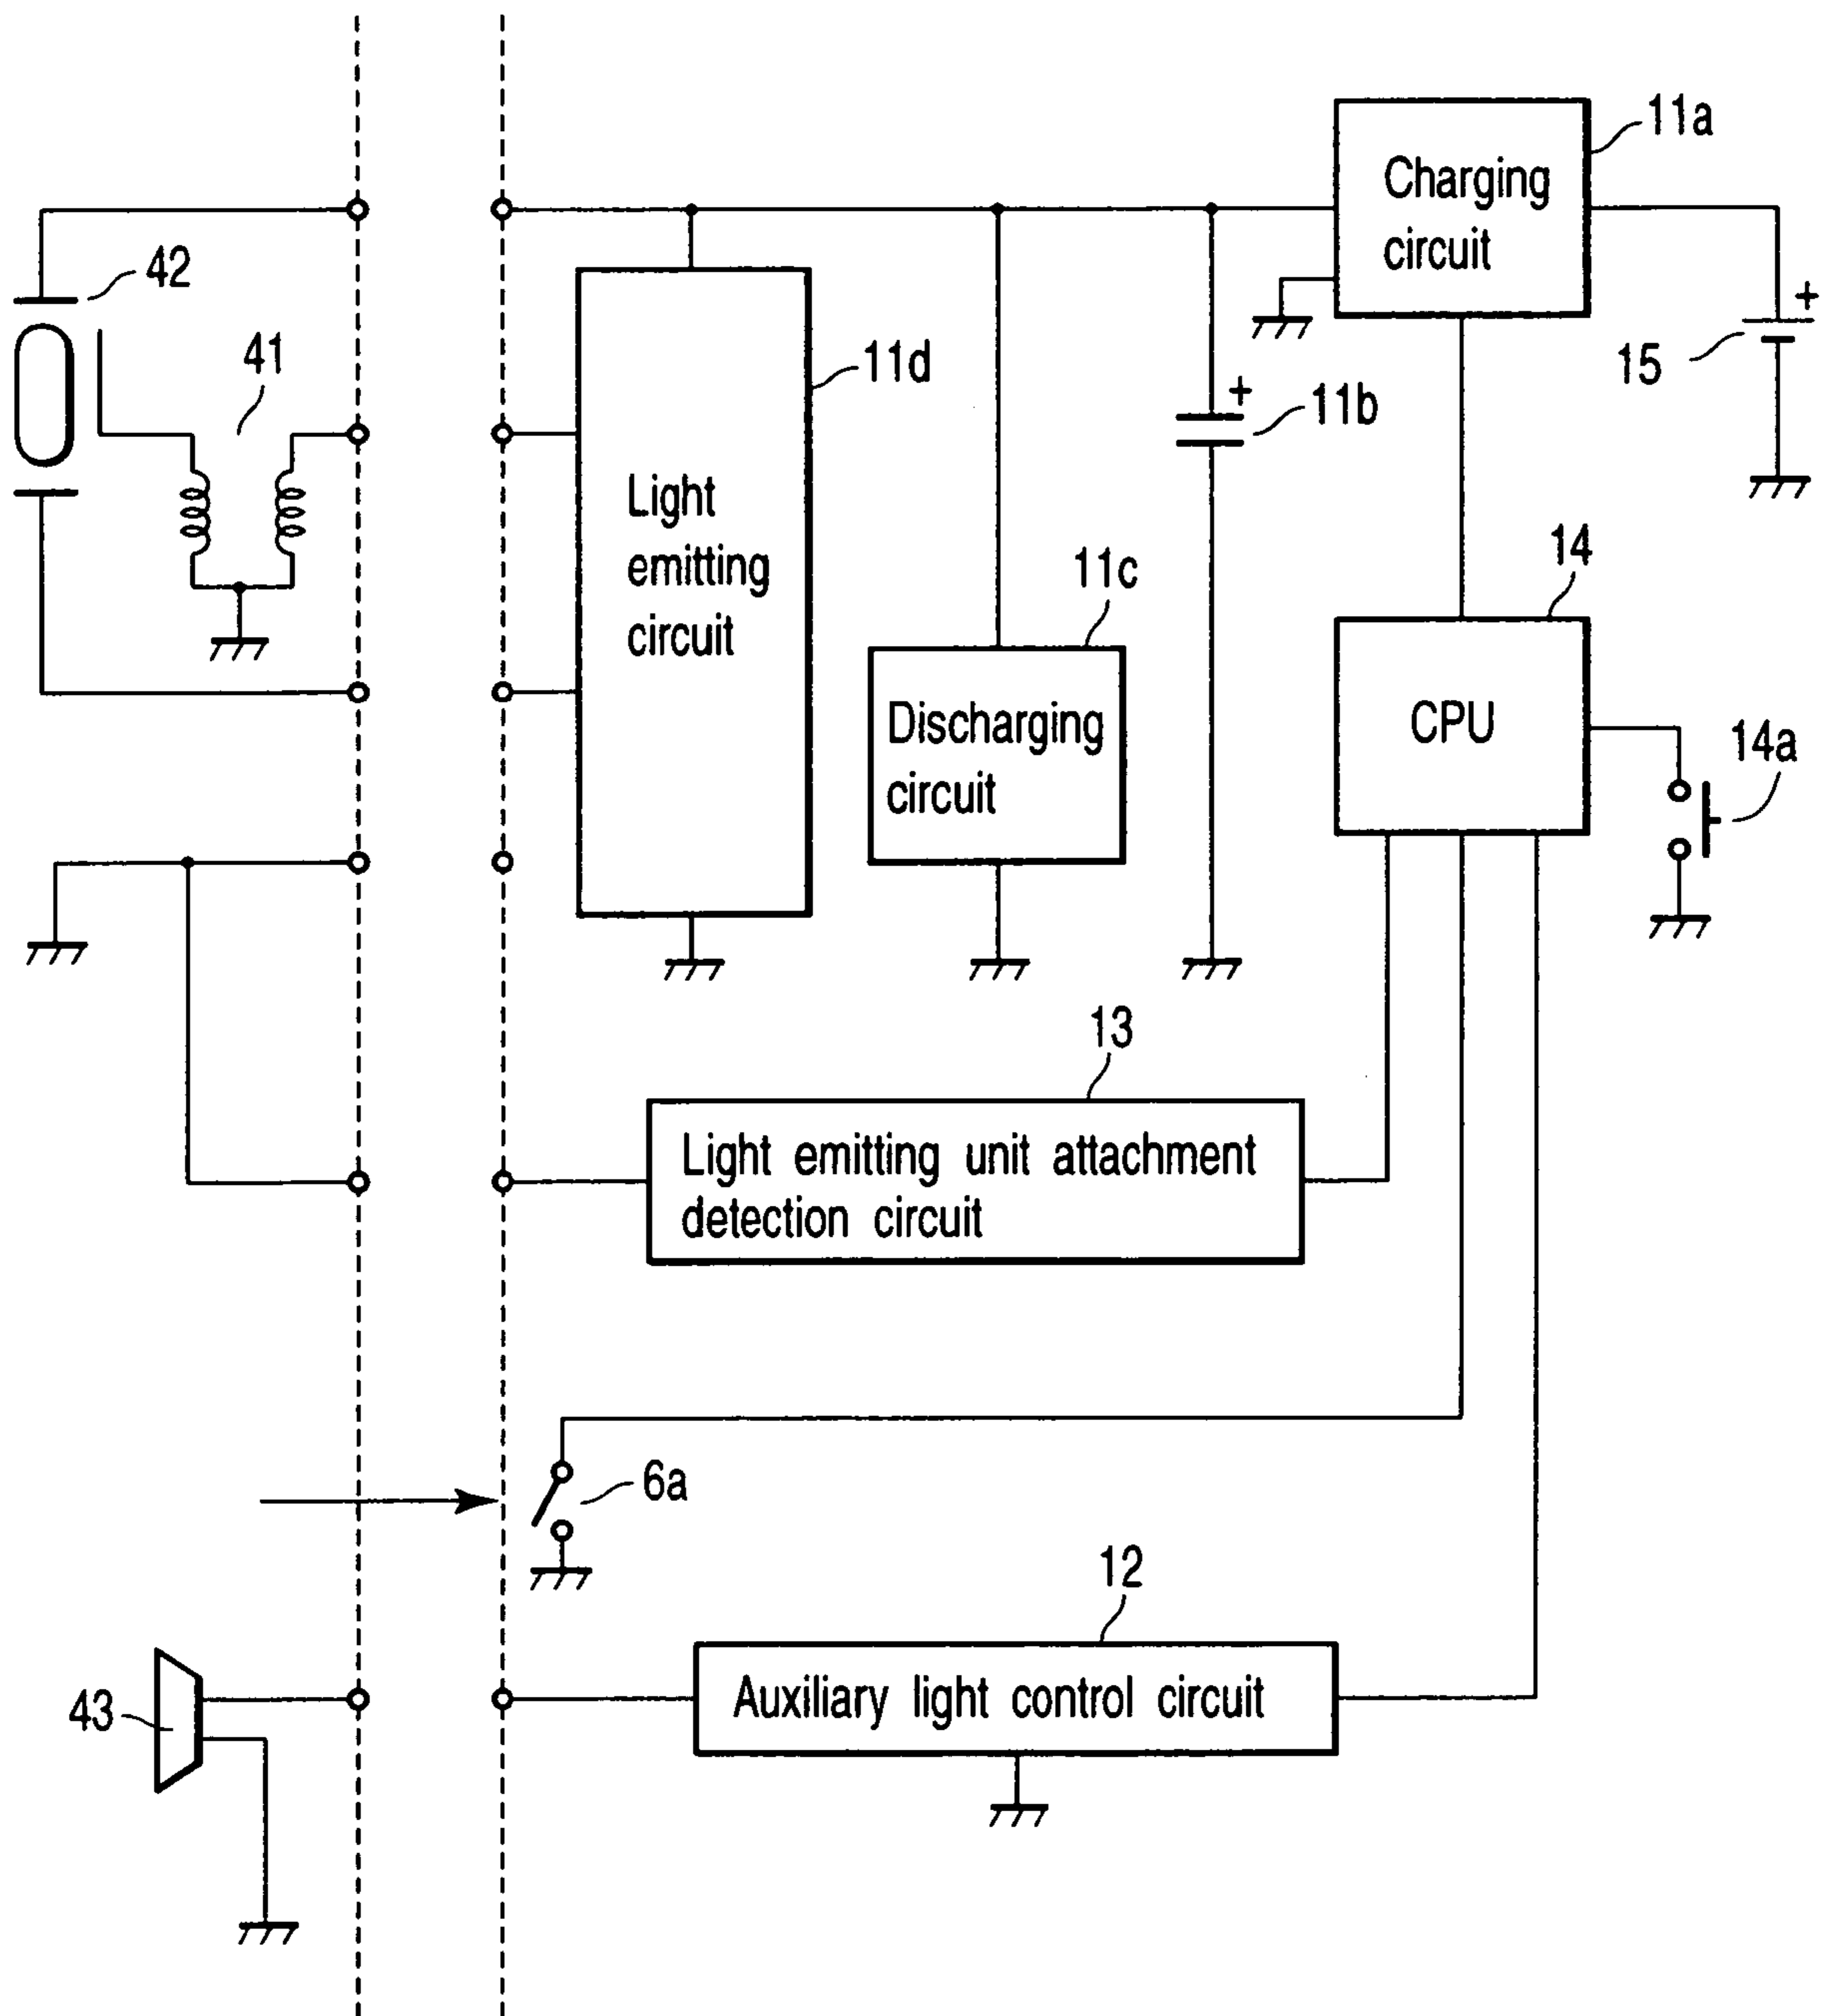 11a
Charging
circuit
42
+
15
41
11d
+
11b
Light
emitting
circuit
11c
14
Discharging
circuit
CPU
14a
13
Light emitting unit attachment
detection circuit
6a
12
Auxiliary light control circuit
43